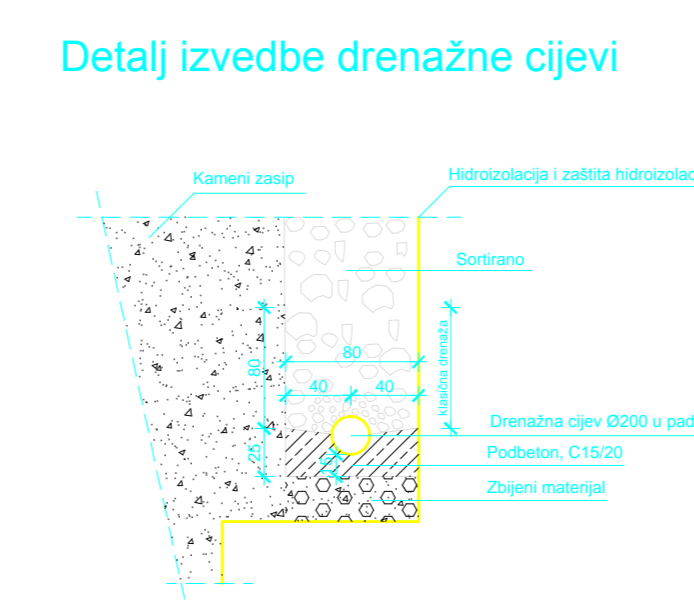 Detalj izvedbe drenažne cijevi
Kameni zasip
Hidroizolacija i zaštita hidroizolac
Sortirano
klasična drenaža
80
80
40
40
Drenažna cijev Ø200 u pad
25
15
Podbeton, C15/20
Zbijeni materijal